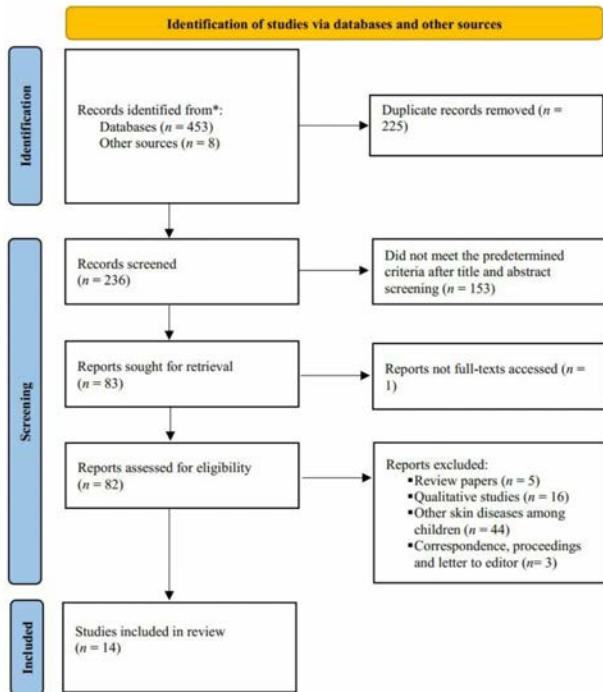 Identification of studies via databases and other sources
Identification
Records identified from*:
Databases (n = 453)
Other sources (n = 8)
Duplicate records removed (n =
225)
Screening
Records screened
(n = 236)
Did not meet the predetermined
criteria after title and abstract
screening (n = 153)
Reports sought for retrieval
(n = 83)
Reports not full-texts accessed (n =
1)
Reports assessed for eligibility
(n = 82)
Reports excluded:
▪Review papers (n = 5)
▪Qualitative studies (n = 16)
▪Other skin diseases among
children (n = 44)
▪Correspondence, proceedings
and letter to editor (n= 3)
Included
Studies included in review
(n = 14)